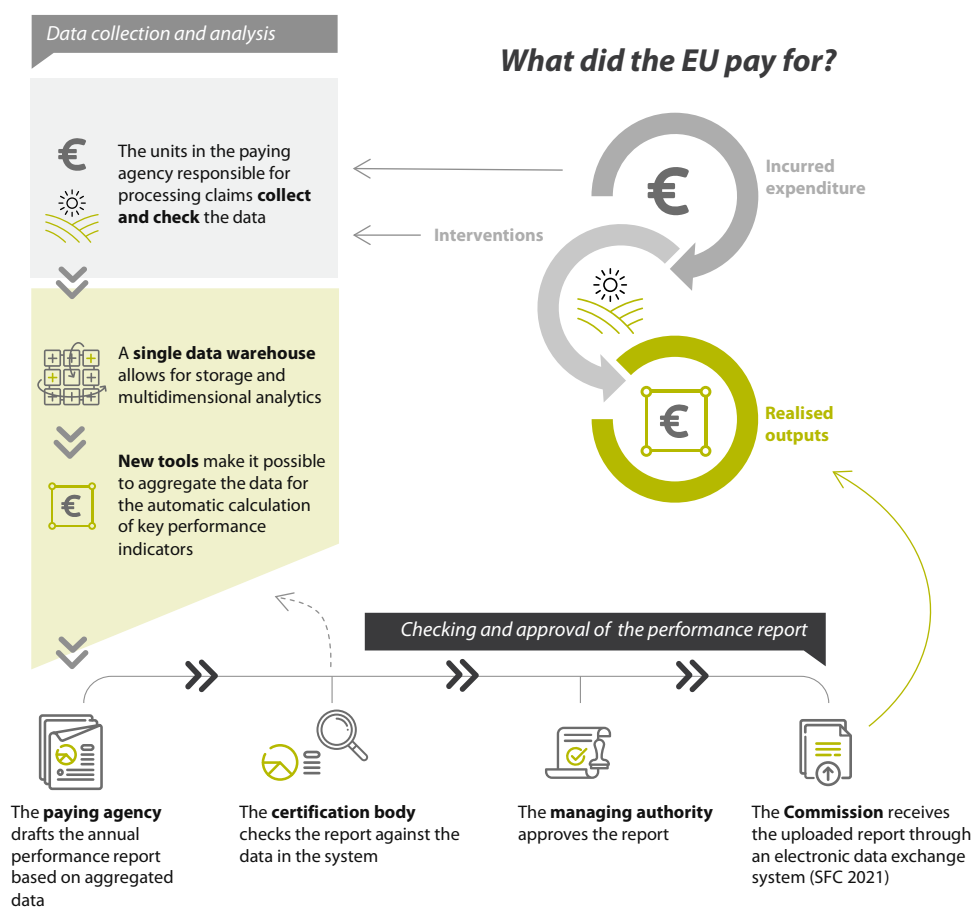 Data collection and analysis
What did the EU pay for?
€
The units in the paying
agency responsible for
processing claims collect
and check the data
€
Incurred
expenditure
Interventions
A single data warehouse
allows for storage and
multidimensional analytics
€
Realised
outputs
New tools make it possible
to aggregate the data for
the automatic calculation
of key performance
indicators
€
Checking and approval of the performance report
The paying agency
drafts the annual
performance report
based on aggregated
data
The certification body
checks the report against the
data in the system
The managing authority
approves the report
The Commission receives
the uploaded report through
an electronic data exchange
system (SFC 2021)